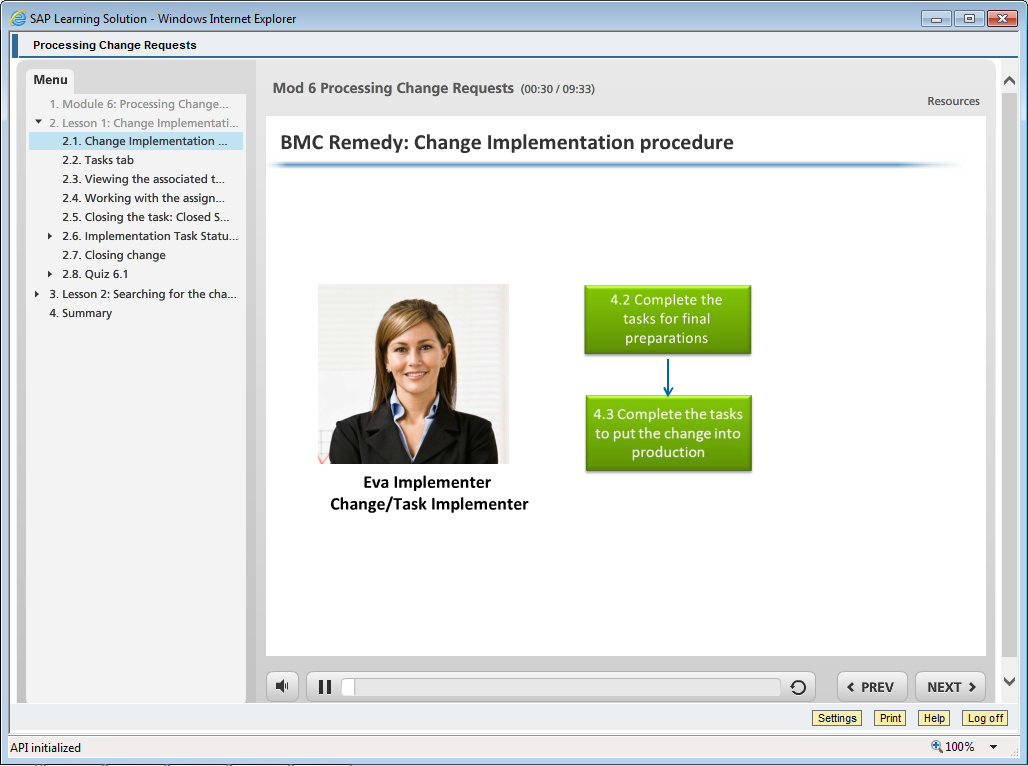 SAP Learning Solution - Windows Internet Explorer
Processing Change Requests
Menu
1. Module 6: Processing Change...
2. Lesson 1: Change Implementati...
2.1. Change Implementation ...
2.2. Tasks tab
2.3. Viewing the associated t...
2.4. Working with the assign...
2.5. Closing the task: Closed S...
2.6. Implementation Task Statu...
2.7. Closing change
2.8. Quiz 6.1
3. Lesson 2: Searching for the cha...
4. Summary
Mod 6 Processing Change Requests (00:30 / 09:33)
Resources
BMC Remedy: Change Implementation procedure
4.2 Complete the
tasks for final
preparations
4.3 Complete the tasks
to put the change into
production
Eva Implementer
Change/Task Implementer
PREV
NEXT
Settings
Print
Help
Log off
API initialized
100%